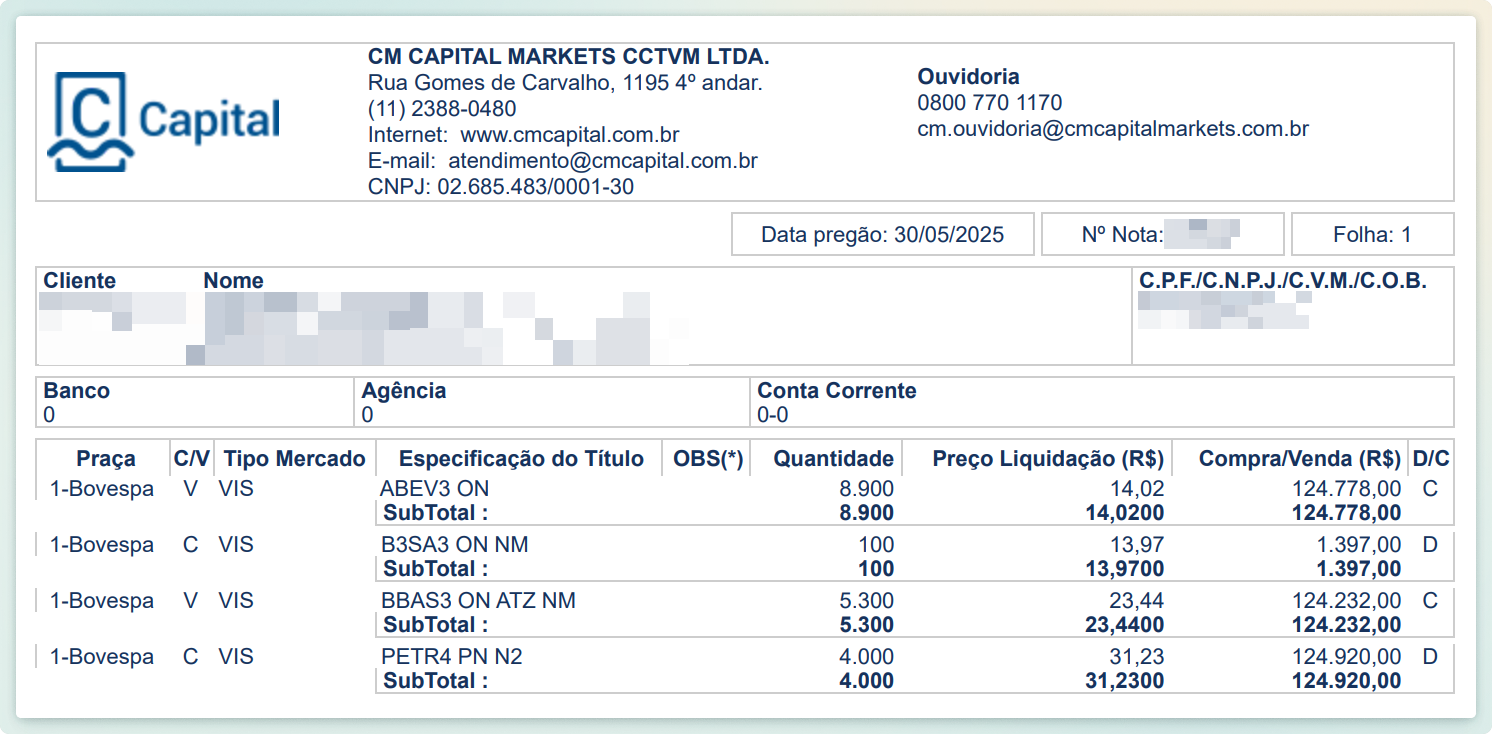 Capital
CM CAPITAL MARKETS CCTVM LTDA.
Rua Gomes de Carvalho, 1195 4º andar.
(11) 2388-0480
Internet: www.cmcapital.com.br
E-mail: atendimento@cmcapital.com.br
CNPJ: 02.685.483/0001-30
Ouvidoria
0800 770 1170
cm.ouvidoria@cmcapitalmarkets.com.br
Data pregão: 30/05/2025 Nº Nota: Folha: 1
Cliente Nome C.P.F./C.N.P.J./C.V.M./C.O.B.
Banco Agência Conta Corrente
0 0 0-0
Praça C/V Tipo Mercado Especificação do Título OBS(*) Quantidade Preço Liquidação (R$) Compra/Venda (R$) D/C
1-Bovespa V VIS ABEV3 ON 8.900 14,02 124.778,00 C
SubTotal : 8.900 14,0200 124.778,00
1-Bovespa C VIS B3SA3 ON NM 100 13,97 1.397,00 D
SubTotal : 100 13,9700 1.397,00
1-Bovespa V VIS BBAS3 ON ATZ NM 5.300 23,44 124.232,00 C
SubTotal : 5.300 23,4400 124.232,00
1-Bovespa C VIS PETR4 PN N2 4.000 31,23 124.920,00 D
SubTotal : 4.000 31,2300 124.920,00